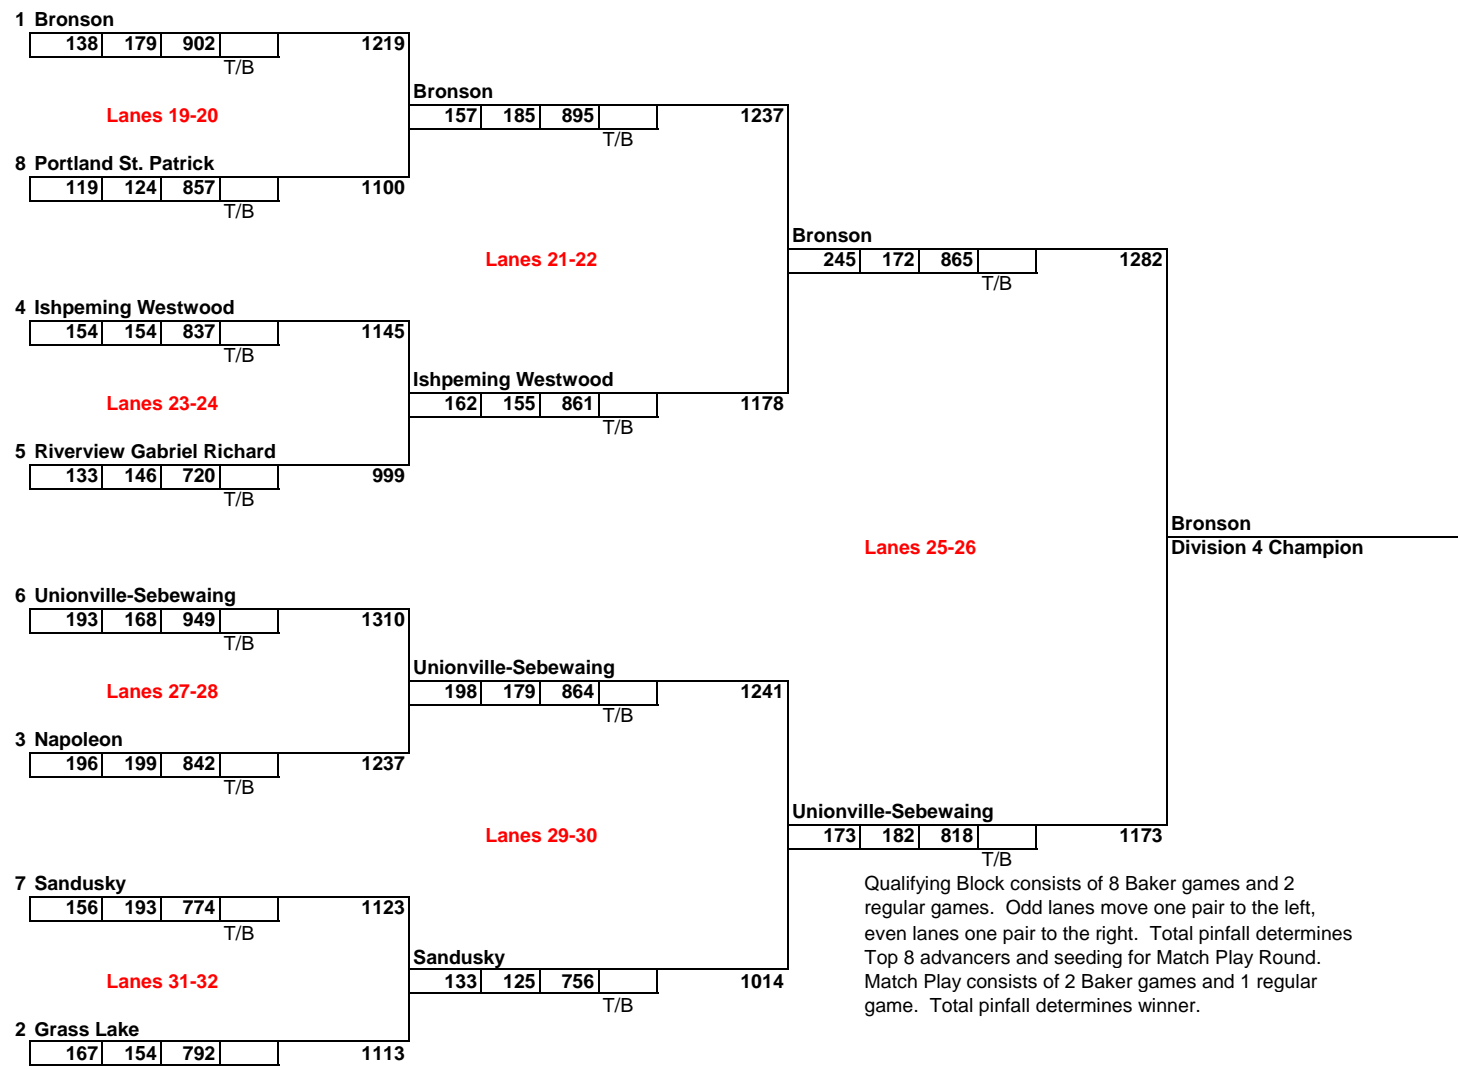 1 Bronson
138 179 902 1219
T/B
Bronson
Lanes 19-20
157 185 895 1237
T/B
8 Portland St. Patrick
119 124 857 1100
T/B
Bronson
Lanes 21-22
245 172 865 1282
T/B
4 Ishpeming Westwood
154 154 837 1145
T/B
Ishpeming Westwood
Lanes 23-24
162 155 861 1178
T/B
5 Riverview Gabriel Richard
133 146 720 999
T/B
Bronson
Lanes 25-26
Division 4 Champion
6 Unionville-Sebewaing
193 168 949 1310
T/B
Unionville-Sebewaing
Lanes 27-28
198 179 864 1241
T/B
3 Napoleon
196 199 842 1237
T/B
Unionville-Sebewaing
Lanes 29-30
173 182 818 1173
T/B
7 Sandusky
156 193 774 1123
T/B
Sandusky
Lanes 31-32
133 125 756 1014
T/B
2 Grass Lake
167 154 792 1113
Qualifying Block consists of 8 Baker games and 2
regular games. Odd lanes move one pair to the left,
even lanes one pair to the right. Total pinfall determines
Top 8 advancers and seeding for Match Play Round.
Match Play consists of 2 Baker games and 1 regular
game. Total pinfall determines winner.